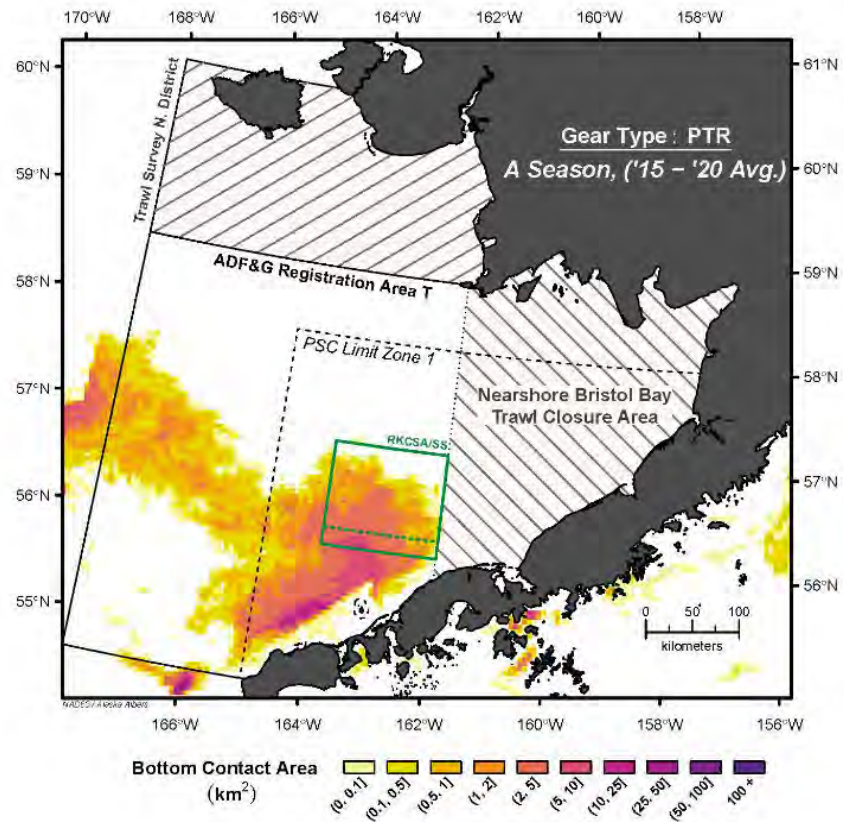 170°W 168°W 166°W 164°W 162°W 160°W 158°W
60°N
59°N
58°N
57°N
56°N
55°N
61°N
60°N
59°N
58°N
57°N
56°N
Gear Type : PTR
A Season, ('15 – '20 Avg.)
Trawl Survey N. District
ADF&G Registration Area T
PSC Limit Zone 1
Nearshore Bristol Bay
Trawl Closure Area
RKCSA/SS
0 50 100
kilometers
NAD83 / Alaska Albers
166°W 164°W 162°W 160°W 158°W 156°W
Bottom Contact Area
(km²)
(0, 0.1] (0.1, 0.5] (0.5, 1] (1, 2] (2, 5] (5, 10] (10, 25] (25, 50] (50, 100] 100 +